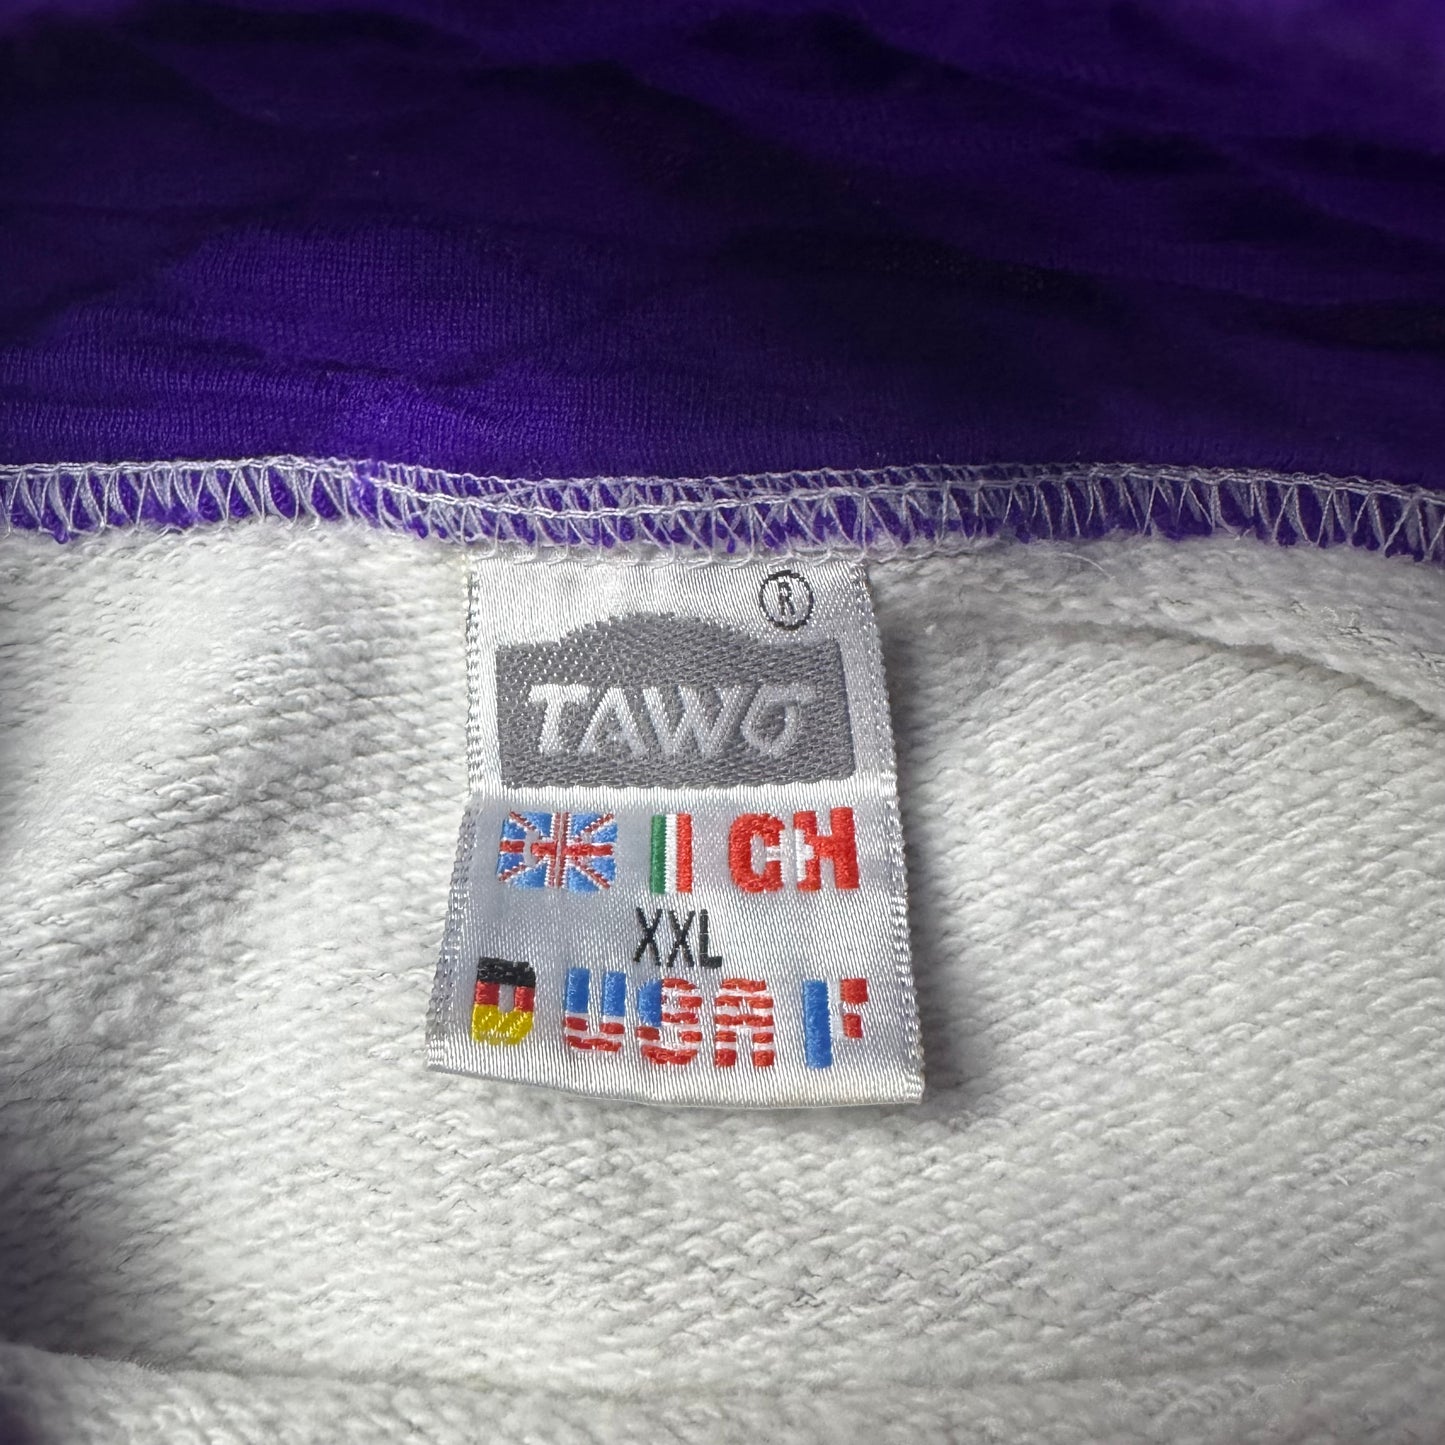 ®
TAWO
GB I CH
XXL
D USA F